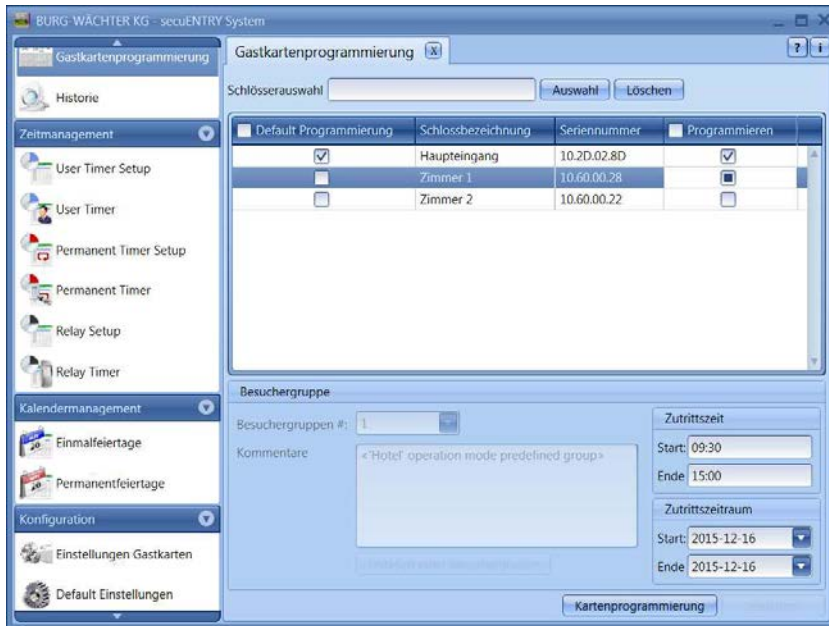 BURG-WÄCHTER KG - secuENTRY System
Gastkartenprogrammierung
Historie
Zeitmanagement
User Timer Setup
User Timer
Permanent Timer Setup
Permanent Timer
Relay Setup
Relay Timer
Kalendermanagement
Einmalfeiertage
Permanentfeiertage
Konfiguration
Einstellungen Gastkarten
Default Einstellungen
Gastkartenprogrammierung X
? i
Schlösserauswahl Auswahl Löschen
Default Programmierung Schlossbezeichnung Seriennummer Programmieren
Haupteingang 10.2D.02.8D
Zimmer 1 10.60.00.28
Zimmer 2 10.60.00.22
Besuchergruppe
Besuchergruppen #: 1
Kommentare <'Hotel' operation mode predefined group>
Zutrittszeit
Start: 09:30
Ende 15:00
Zutrittszeitraum
Start: 2015-12-16
Ende 2015-12-16
Kartenprogrammierung